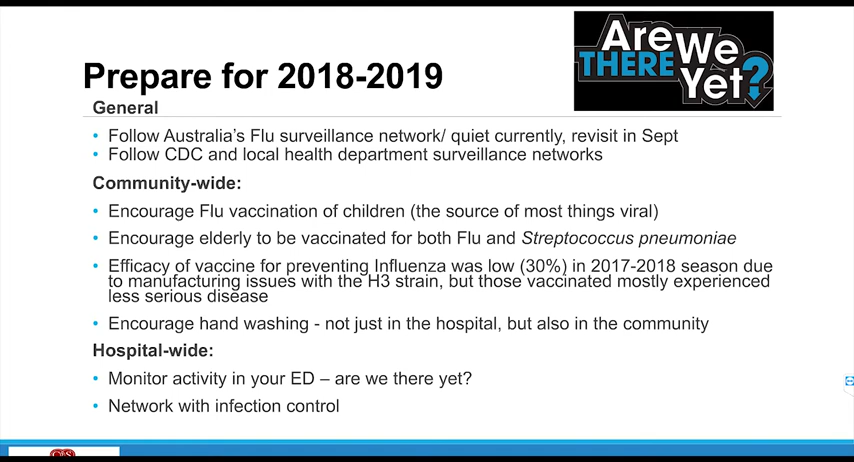 Are We
THERE
Yet?
Prepare for 2018-2019
General
• Follow Australia's Flu surveillance network/ quiet currently, revisit in Sept
• Follow CDC and local health department surveillance networks
Community-wide:
• Encourage Flu vaccination of children (the source of most things viral)
• Encourage elderly to be vaccinated for both Flu and Streptococcus pneumoniae
• Efficacy of vaccine for preventing Influenza was low (30%) in 2017-2018 season due
to manufacturing issues with the H3 strain, but those vaccinated mostly experienced
less serious disease
• Encourage hand washing - not just in the hospital, but also in the community
Hospital-wide:
• Monitor activity in your ED – are we there yet?
• Network with infection control